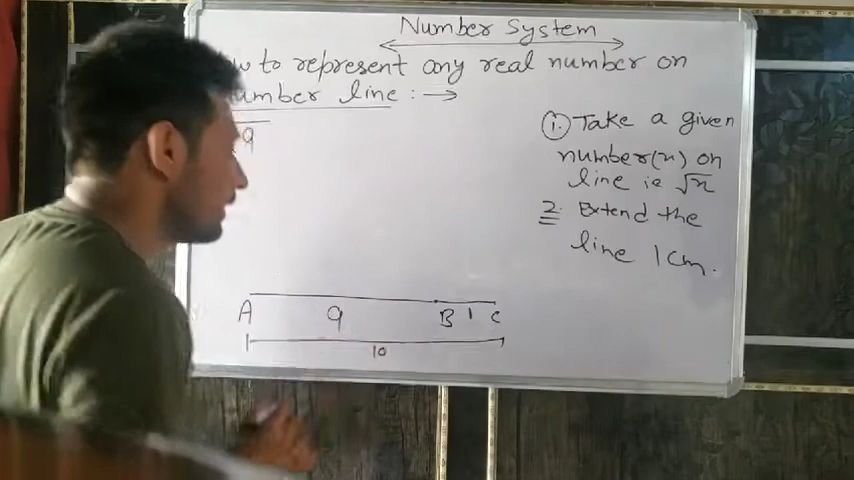 Number System
to represent any real number on
number line : →
9
1. Take a given
number(x) on
line ie √x
2. Extend the
line 1cm.
A 9 B 1 C
10